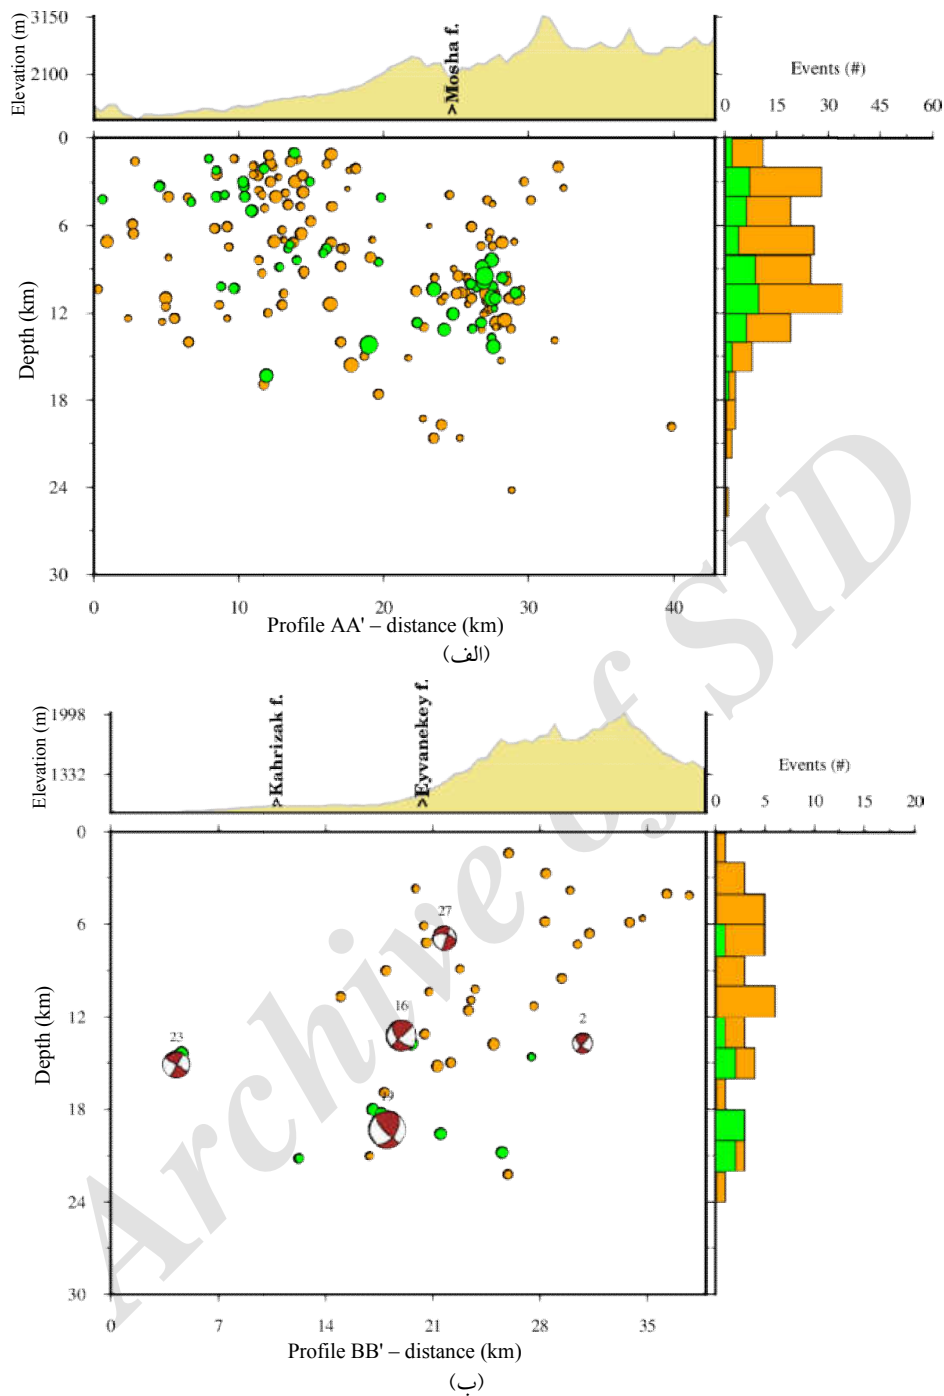 3150
2100
Elevation (m)
>Mosha f.
Events (#)
0 15 30 45 60
0
6
12
18
24
30
Depth (km)
0 10 20 30 40
Profile AA' – distance (km)
(الف)
1998
1332
Elevation (m)
>Kahrizak f.
>Eyvanekey f.
Events (#)
0 5 10 15 20
0
6
12
18
24
30
Depth (km)
27
16
2
23
19
0 7 14 21 28 35
Profile BB' – distance (km)
(ب)
Archive of SID